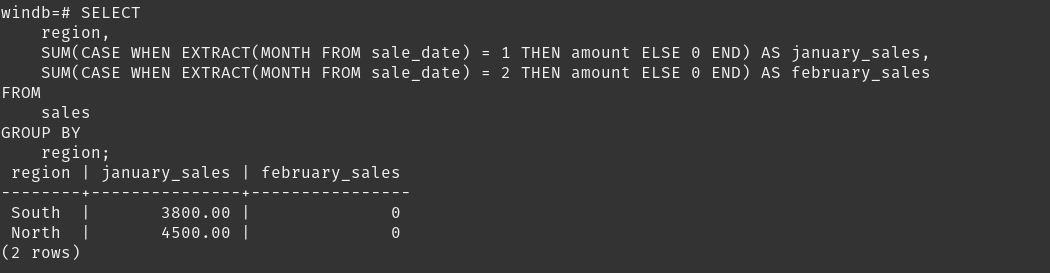 windb=# SELECT
    region,
    SUM(CASE WHEN EXTRACT(MONTH FROM sale_date) = 1 THEN amount ELSE 0 END) AS january_sales,
    SUM(CASE WHEN EXTRACT(MONTH FROM sale_date) = 2 THEN amount ELSE 0 END) AS february_sales
FROM
    sales
GROUP BY
    region;
 region | january_sales | february_sales
--------+---------------+----------------
 South  |       3800.00 |              0
 North  |       4500.00 |              0
(2 rows)